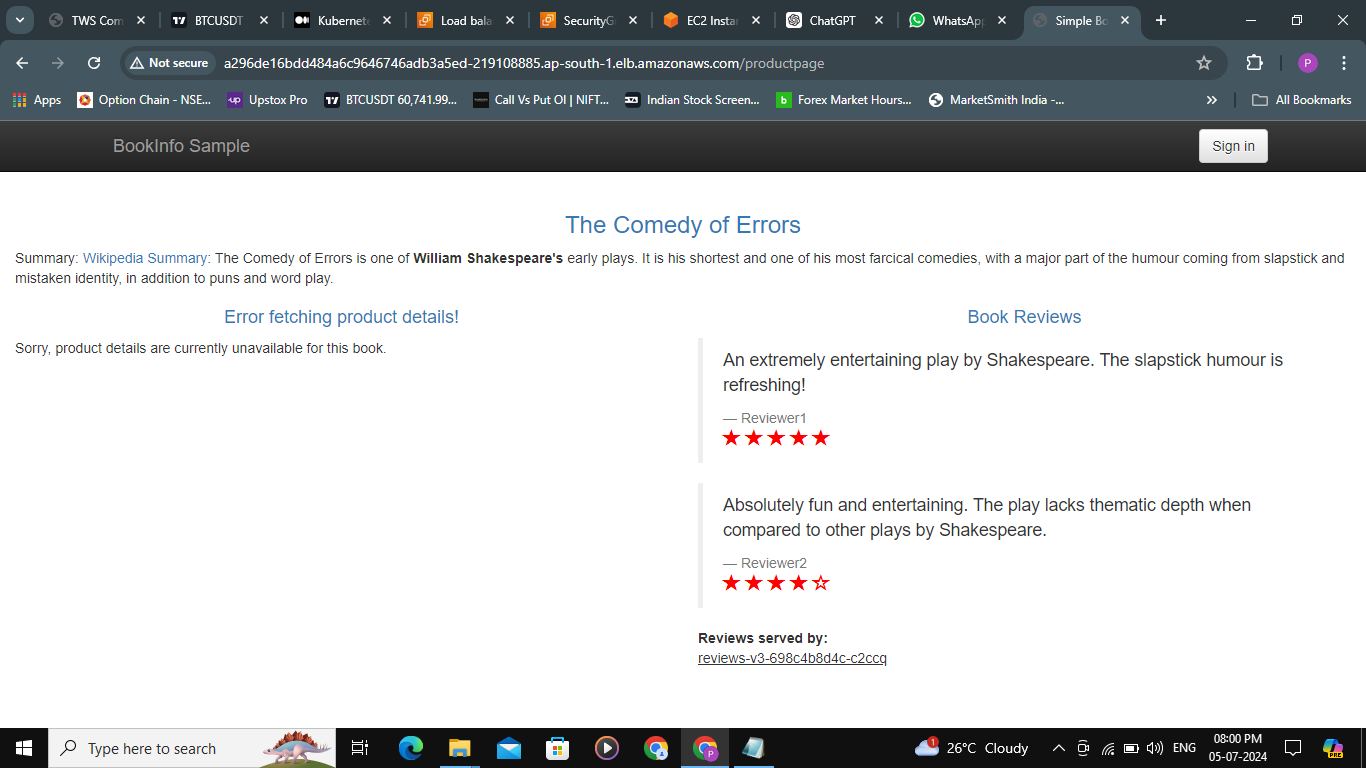 TWS Com
BTCUSDT
Kubernet
Load bala
SecurityG
EC2 Instan
ChatGPT
WhatsApp
Simple Bo
Not secure
a296de16bdd484a6c9646746adb3a5ed-219108885.ap-south-1.elb.amazonaws.com/productpage
P
Apps
Option Chain - NSE...
Upstox Pro
BTCUSDT 60,741.99...
Call Vs Put OI | NIFT...
Indian Stock Screen...
Forex Market Hours...
MarketSmith India -...
All Bookmarks
BookInfo Sample
Sign in
The Comedy of Errors
Summary: Wikipedia Summary: The Comedy of Errors is one of William Shakespeare's early plays. It is his shortest and one of his most farcical comedies, with a major part of the humour coming from slapstick and
mistaken identity, in addition to puns and word play.
Error fetching product details!
Sorry, product details are currently unavailable for this book.
Book Reviews
An extremely entertaining play by Shakespeare. The slapstick humour is
refreshing!
— Reviewer1
Absolutely fun and entertaining. The play lacks thematic depth when
compared to other plays by Shakespeare.
— Reviewer2
Reviews served by:
reviews-v3-698c4b8d4c-c2ccq
Type here to search
1
26°C Cloudy
ENG
08:00 PM
05-07-2024
PRE